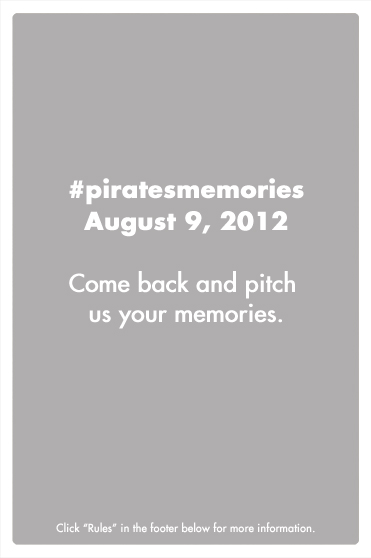 #piratesmemories
August 9, 2012
Come back and pitch
us your memories.
Click “Rules” in the footer below for more information.